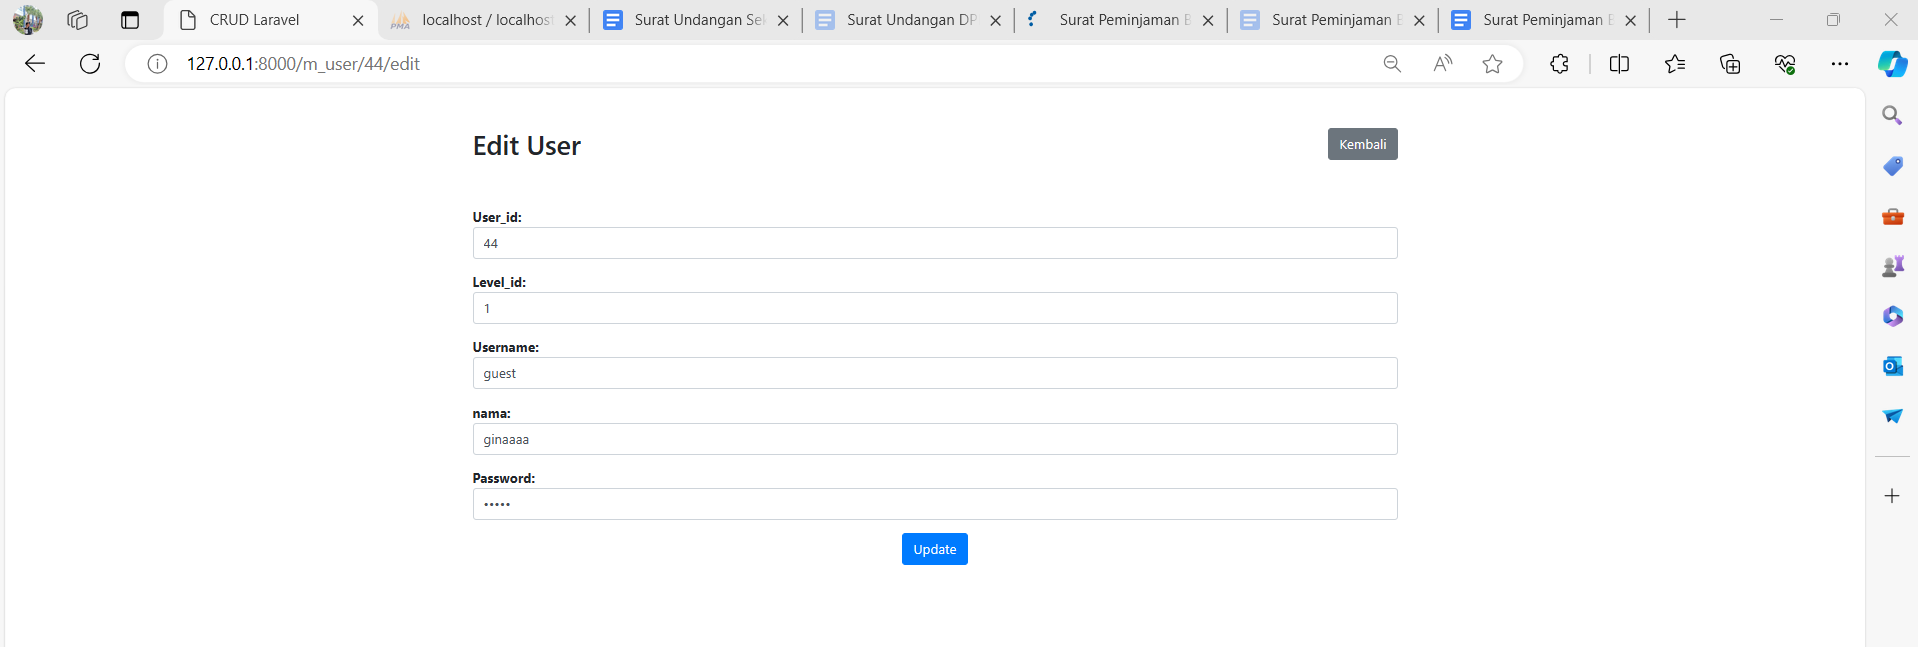 CRUD Laravel
localhost / localhost
Surat Undangan Sek
Surat Undangan DP
Surat Peminjaman B
Surat Peminjaman B
Surat Peminjaman B
127.0.0.1:8000/m_user/44/edit
Edit User
Kembali
User_id:
44
Level_id:
1
Username:
guest
nama:
ginaaaa
Password:
•••••
Update